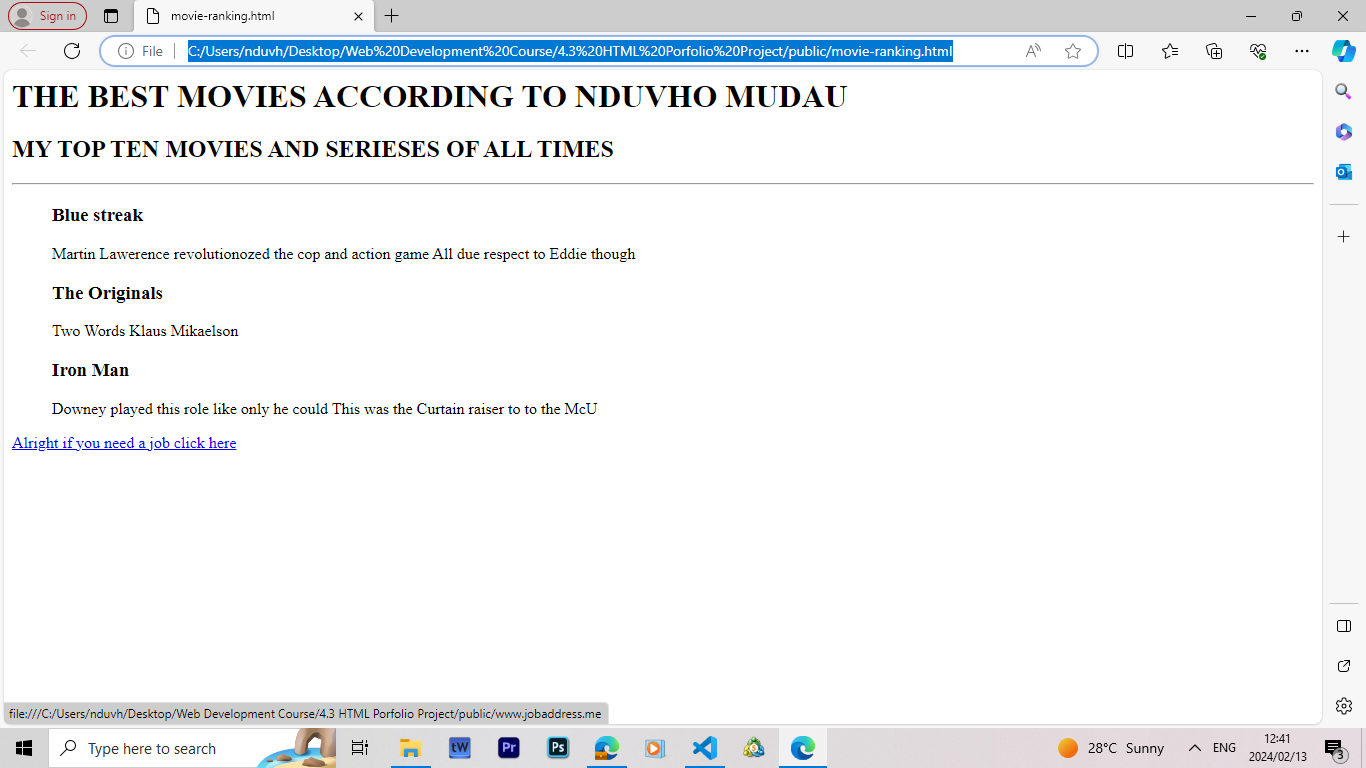 Sign in
movie-ranking.html
File
C:/Users/nduvh/Desktop/Web%20Development%20Course/4.3%20HTML%20Porfolio%20Project/public/movie-ranking.html
THE BEST MOVIES ACCORDING TO NDUVHO MUDAU
MY TOP TEN MOVIES AND SERIESES OF ALL TIMES
Blue streak
Martin Lawerence revolutionozed the cop and action game All due respect to Eddie though
The Originals
Two Words Klaus Mikaelson
Iron Man
Downey played this role like only he could This was the Curtain raiser to to the McU
Alright if you need a job click here
file:///C:/Users/nduvh/Desktop/Web Development Course/4.3 HTML Porfolio Project/public/www.jobaddress.me
Type here to search
tW
Pr
Ps
28°C Sunny
ENG
12:41
2024/02/13
3